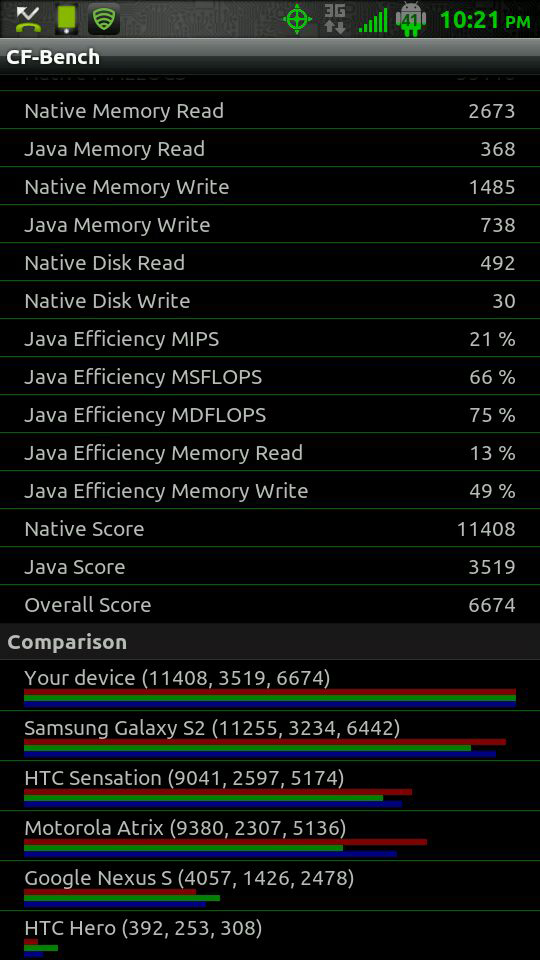 3G
41
10:21 PM
CF-Bench
Native Memory Read 2673
Java Memory Read 368
Native Memory Write 1485
Java Memory Write 738
Native Disk Read 492
Native Disk Write 30
Java Efficiency MIPS 21 %
Java Efficiency MSFLOPS 66 %
Java Efficiency MDFLOPS 75 %
Java Efficiency Memory Read 13 %
Java Efficiency Memory Write 49 %
Native Score 11408
Java Score 3519
Overall Score 6674
Comparison
Your device (11408, 3519, 6674)
Samsung Galaxy S2 (11255, 3234, 6442)
HTC Sensation (9041, 2597, 5174)
Motorola Atrix (9380, 2307, 5136)
Google Nexus S (4057, 1426, 2478)
HTC Hero (392, 253, 308)